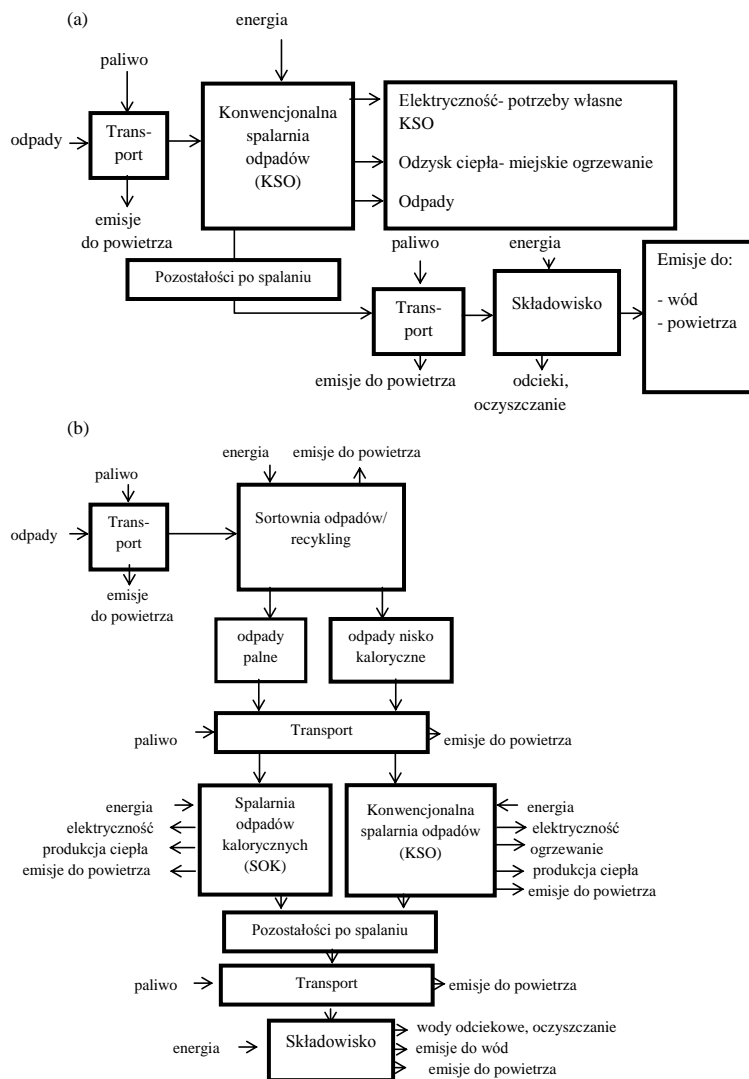 (a)
energia
paliwo
odpady
Trans-
port
emisje
do powietrza
Konwencjonalna
spalarnia
odpadów
(KSO)
Elektryczność- potrzeby własne
KSO
Odzysk ciepła- miejskie ogrzewanie
Odpady
Pozostałości po spalaniu
paliwo
Trans-
port
emisje do powietrza
energia
Składowisko
odcieki,
oczyszczanie
Emisje do:
- wód
- powietrza
(b)
energia
emisje do powietrza
paliwo
odpady
Trans-
port
emisje
do powietrza
Sortownia odpadów/
recykling
odpady
palne
odpady nisko
kaloryczne
paliwo
Transport
emisje do powietrza
energia
elektryczność
produkcja ciepła
emisje do powietrza
Spalarnia
odpadów
kalorycznych
(SOK)
Konwencjonalna
spalarnia odpadów
(KSO)
energia
elektryczność
ogrzewanie
produkcja ciepła
emisje do powietrza
Pozostałości po spalaniu
paliwo
Transport
emisje do powietrza
energia
Składowisko
wody odciekowe, oczyszczanie
emisje do wód
emisje do powietrza